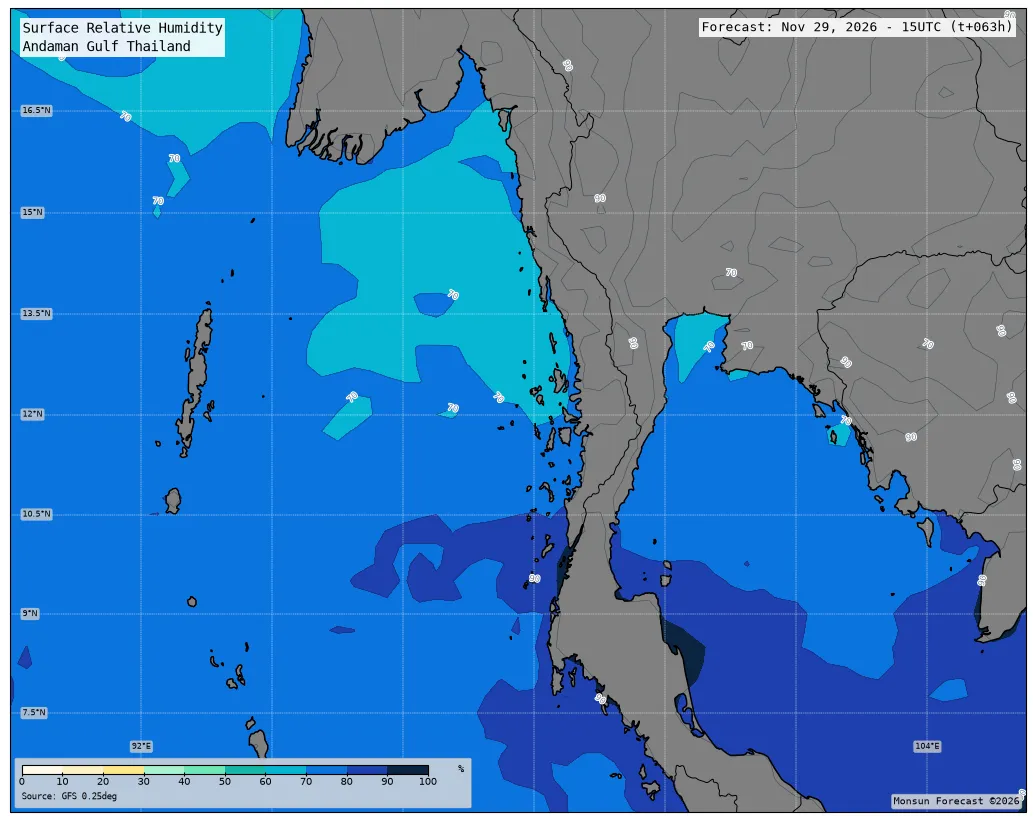 Surface Relative Humidity
Andaman Gulf Thailand
Forecast: Nov 29, 2026 - 15UTC (t+063h)
90
90
70
16.5°N
70
70
90
15°N
70
70
13.5°N
90
70
70
70
90
90
70
70
70
90
12°N
70
90
90
10.5°N
90
90
9°N
90
7.5°N
92°E
104°E
%
0 10 20 30 40 50 60 70 80 90 100
Source: GFS 0.25deg
Monsun Forecast ©2026